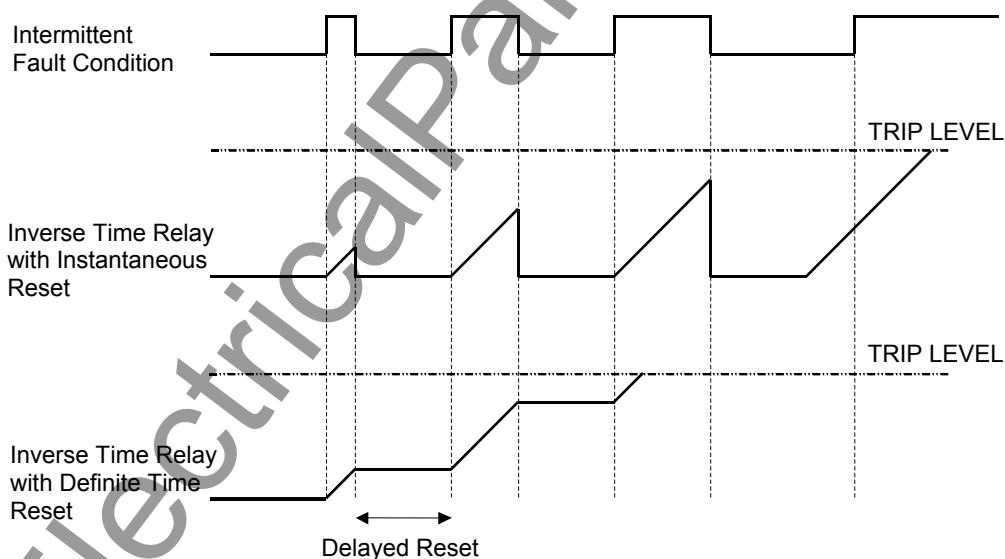 Intermittent
Fault Condition
TRIP LEVEL
Inverse Time Relay
with Instantaneous
Reset
TRIP LEVEL
Inverse Time Relay
with Definite Time
Reset
Delayed Reset